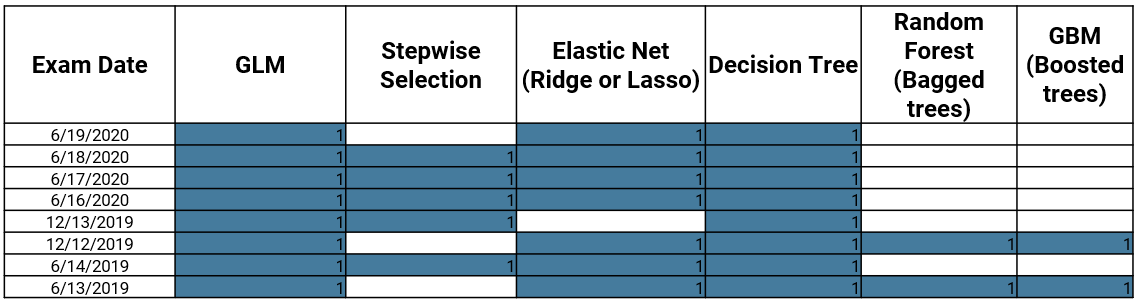 Exam Date GLM Stepwise Selection Elastic Net (Ridge or Lasso) Decision Tree Random Forest (Bagged trees) GBM (Boosted trees)
6/19/2020 1 1 1
6/18/2020 1 1 1 1
6/17/2020 1 1 1 1
6/16/2020 1 1 1 1
12/13/2019 1 1 1
12/12/2019 1 1 1 1 1
6/14/2019 1 1 1 1
6/13/2019 1 1 1 1 1